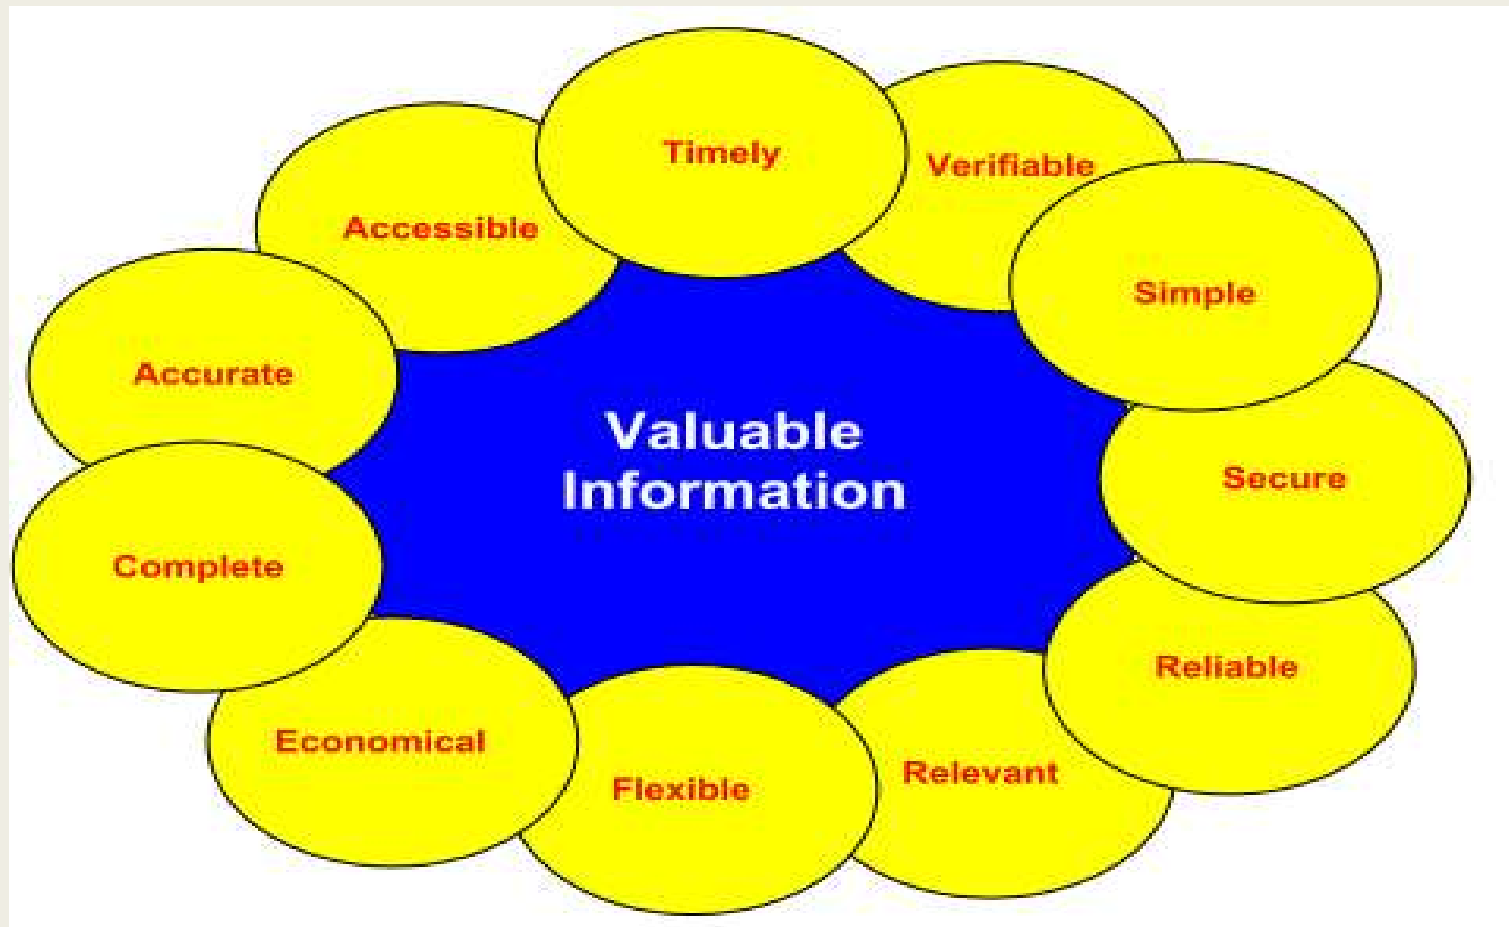 Timely
Verifiable
Accessible
Simple
Accurate
Valuable
Information
Secure
Complete
Reliable
Economical
Relevant
Flexible